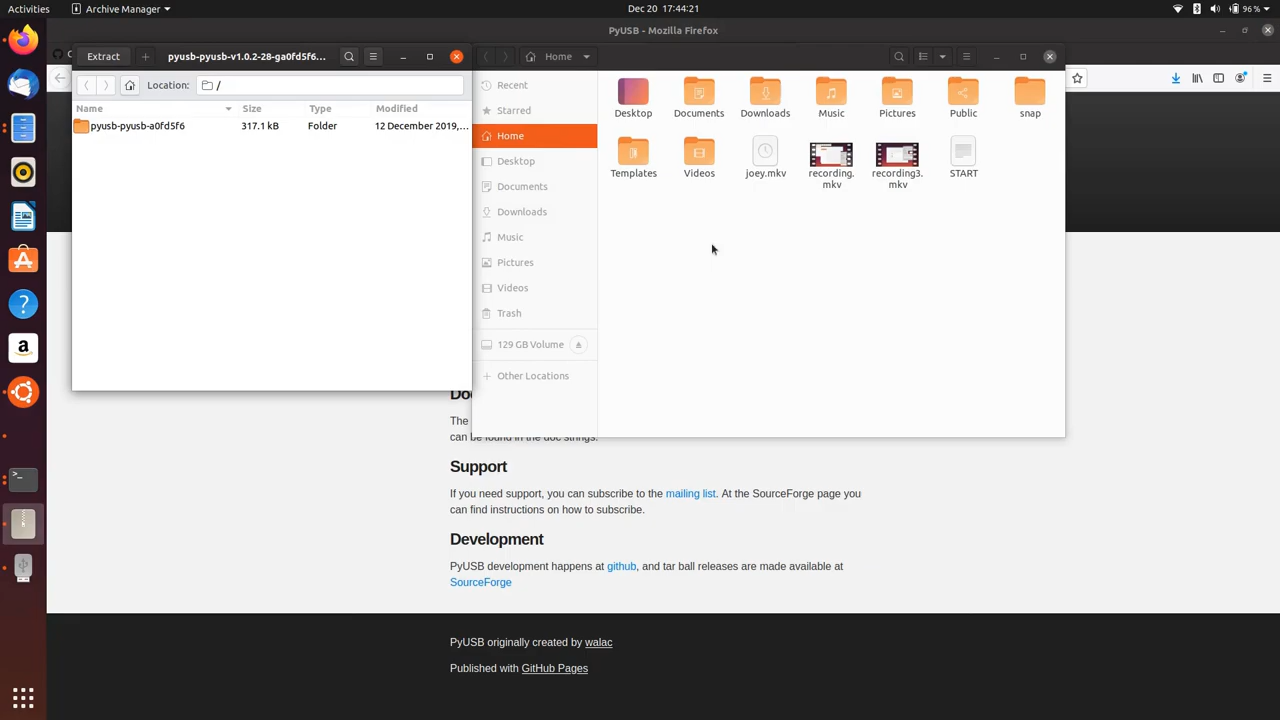 Activities
Archive Manager
Dec 20 17:44:21
96 %
PyUSB - Mozilla Firefox
Extract
pyusb-pyusb-v1.0.2-28-ga0fd5f6...
Location:
/
Name
Size
Type
Modified
pyusb-pyusb-a0fd5f6
317.1 kB
Folder
12 December 2019,...
Home
Recent
Starred
Home
Desktop
Documents
Downloads
Music
Pictures
Videos
Trash
129 GB Volume
Other Locations
Desktop
Documents
Downloads
Music
Pictures
Public
snap
Templates
Videos
joey.mkv
recording.
mkv
recording3.
mkv
START
The
can be found in the doc strings.
Support
If you need support, you can subscribe to the mailing list. At the SourceForge page you
can find instructions on how to subscribe.
Development
PyUSB development happens at github, and tar ball releases are made available at
SourceForge
PyUSB originally created by walac
Published with GitHub Pages